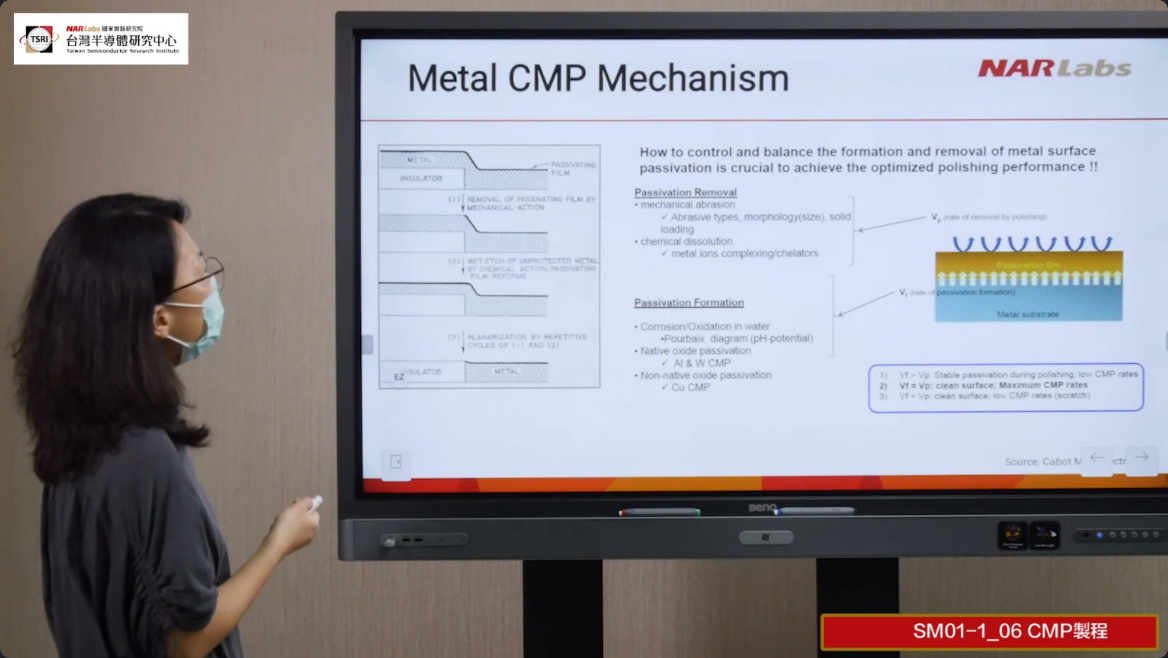 TSRI
NARLabs 國家實驗研究院
台灣半導體研究中心
Taiwan Semiconductor Research Institute
Metal CMP Mechanism
NARLabs
METAL
INSULATOR
PASSIVATING
FILM
(1) REMOVAL OF PASSIVATING FILM BY
MECHANICAL ACTION
(2) WET ETCH OF UNPROTECTED METAL
BY CHEMICAL ACTION, PASSIVATING
FILM REFORMS
(3) PLANARIZATION BY REPETITIVE
CYCLES OF (1) AND (2)
SULATOR
METAL
EZ
How to control and balance the formation and removal of metal surface
passivation is crucial to achieve the optimized polishing performance !!
Passivation Removal
• mechanical abrasion
✓ Abrasive types, morphology(size), solid
loading
• chemical dissolution
✓ metal ions complexing/chelators
Passivation Formation
• Corrosion/Oxidation in water
•Pourbaix diagram (pH-potential)
• Native oxide passivation
✓ Al & W CMP
• Non-native oxide passivation
✓ Cu CMP
Vp (rate of removal by polishing)
Passivation film
Vf (rate of passivation formation)
Metal substrate
1) Vf > Vp: Stable passivation during polishing; low CMP rates
2) Vf = Vp: clean surface; Maximum CMP rates
3) Vf < Vp: clean surface, low CMP rates (scratch)
Source: Cabot M
BenQ
SM01-1_06 CMP製程